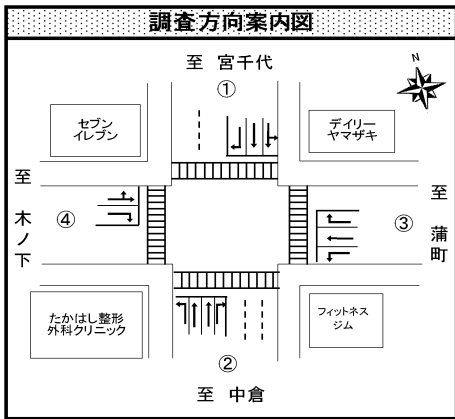 調査方向案内図
至 宮千代
①
N
セブン
イレブン
デイリー
ヤマザキ
至 木ノ下
④
③
至 蒲町
たかはし整形
外科クリニック
フィットネス
ジム
②
至 中倉